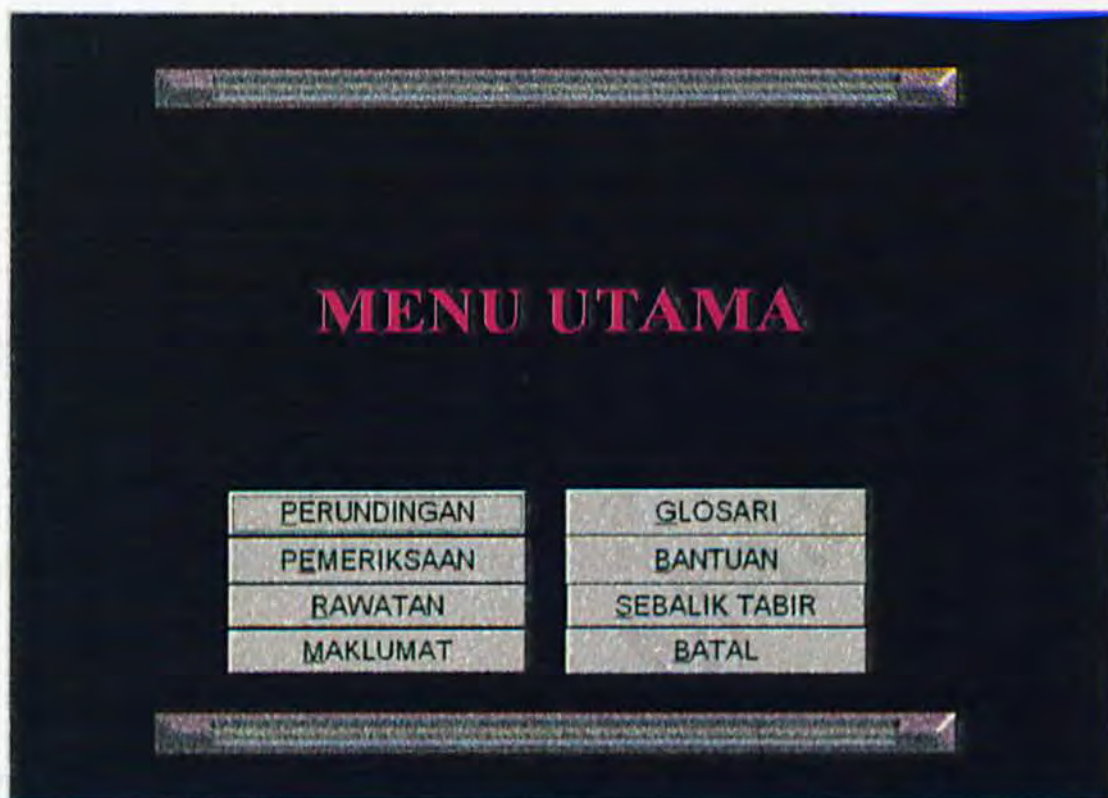 MENU UTAMA
PERUNDINGAN
PEMERIKSAAN
RAWATAN
MAKLUMAT
GLOSARI
BANTUAN
SEBALIK TABIR
BATAL